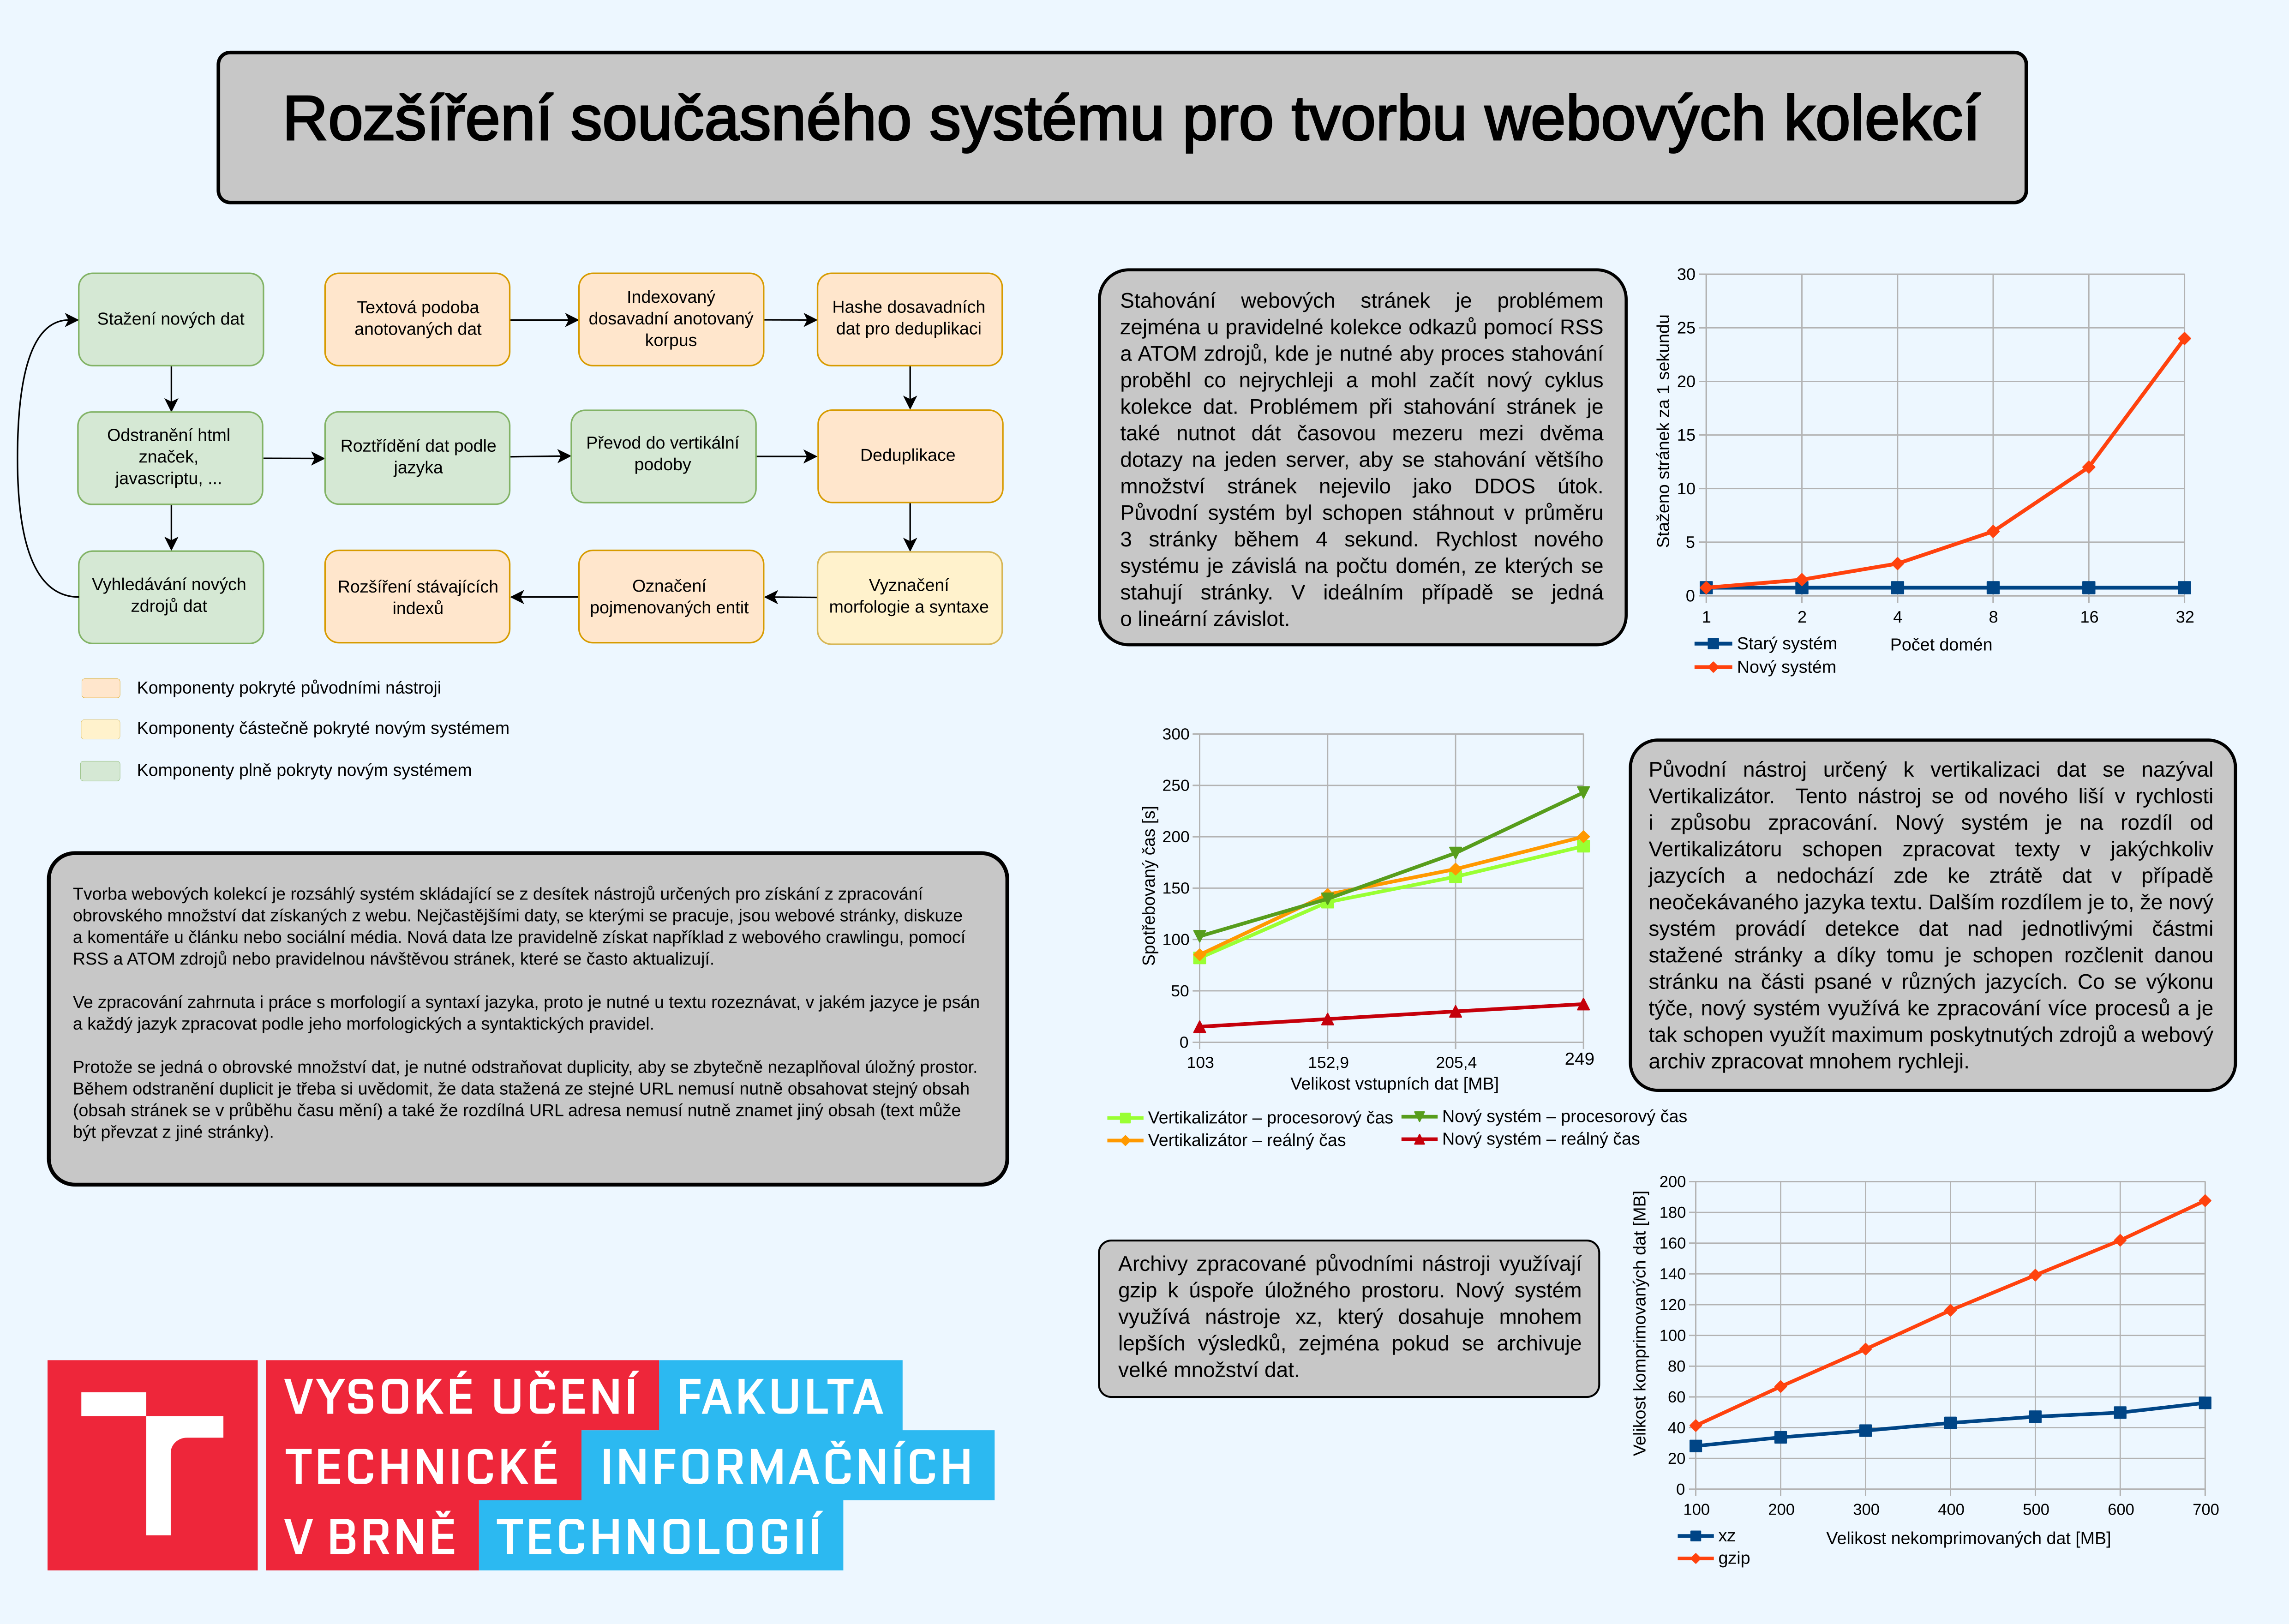 Rozšíření současného systému pro tvorbu webových kolekcí
Stažení nových dat
Textová podoba
anotovaných dat
Indexovaný
dosavadní anotovaný
korpus
Hashe dosavadních
dat pro deduplikaci
Odstranění html
značek,
javascriptu, ...
Roztřídění dat podle
jazyka
Převod do vertikální
podoby
Deduplikace
Vyhledávání nových
zdrojů dat
Rozšíření stávajících
indexů
Označení
pojmenovaných entit
Vyznačení
morfologie a syntaxe
Komponenty pokryté původními nástroji
Komponenty částečně pokryté novým systémem
Komponenty plně pokryty novým systémem
Tvorba webových kolekcí je rozsáhlý systém skládající se z desítek nástrojů určených pro získání z zpracování
obrovského množství dat získaných z webu. Nejčastějšími daty, se kterými se pracuje, jsou webové stránky, diskuze
a komentáře u článku nebo sociální média. Nová data lze pravidelně získat například z webového crawlingu, pomocí
RSS a ATOM zdrojů nebo pravidelnou návštěvou stránek, které se často aktualizují.
Ve zpracování zahrnuta i práce s morfologií a syntaxí jazyka, proto je nutné u textu rozeznávat, v jakém jazyce je psán
a každý jazyk zpracovat podle jeho morfologických a syntaktických pravidel.
Protože se jedná o obrovské množství dat, je nutné odstraňovat duplicity, aby se zbytečně nezaplňoval úložný prostor.
Během odstranění duplicit je třeba si uvědomit, že data stažená ze stejné URL nemusí nutně obsahovat stejný obsah
(obsah stránek se v průběhu času mění) a také že rozdílná URL adresa nemusí nutně znamet jiný obsah (text může
být převzat z jiné stránky).
VYSOKÉ UČENÍ FAKULTA
TECHNICKÉ INFORMAČNÍCH
V BRNĚ TECHNOLOGIÍ
Stahování webových stránek je problémem
zejména u pravidelné kolekce odkazů pomocí RSS
a ATOM zdrojů, kde je nutné aby proces stahování
proběhl co nejrychleji a mohl začít nový cyklus
kolekce dat. Problémem při stahování stránek je
také nutnot dát časovou mezeru mezi dvěma
dotazy na jeden server, aby se stahování většího
množství stránek nejevilo jako DDOS útok.
Původní systém byl schopen stáhnout v průměru
3 stránky během 4 sekund. Rychlost nového
systému je závislá na počtu domén, ze kterých se
stahují stránky. V ideálním případě se jedná
o lineární závislot.
Staženo stránek za 1 sekundu
30
25
20
15
10
5
0
1 2 4 8 16 32
Počet domén
Starý systém
Nový systém
Spotřebovaný čas [s]
300
250
200
150
100
50
0
103 152,9 205,4 249
Velikost vstupních dat [MB]
Vertikalizátor – procesorový čas
Nový systém – procesorový čas
Vertikalizátor – reálný čas
Nový systém – reálný čas
Původní nástroj určený k vertikalizaci dat se nazýval
Vertikalizátor. Tento nástroj se od nového liší v rychlosti
i způsobu zpracování. Nový systém je na rozdíl od
Vertikalizátoru schopen zpracovat texty v jakýchkoliv
jazycích a nedochází zde ke ztrátě dat v případě
neočekávaného jazyka textu. Dalším rozdílem je to, že nový
systém provádí detekce dat nad jednotlivými částmi
stažené stránky a díky tomu je schopen rozčlenit danou
stránku na části psané v různých jazycích. Co se výkonu
týče, nový systém využívá ke zpracování více procesů a je
tak schopen využít maximum poskytnutých zdrojů a webový
archiv zpracovat mnohem rychleji.
Archivy zpracované původními nástroji využívají
gzip k úspoře úložného prostoru. Nový systém
využívá nástroje xz, který dosahuje mnohem
lepších výsledků, zejména pokud se archivuje
velké množství dat.
Velikost komprimovaných dat [MB]
200
180
160
140
120
100
80
60
40
20
0
100 200 300 400 500 600 700
Velikost nekomprimovaných dat [MB]
xz
gzip